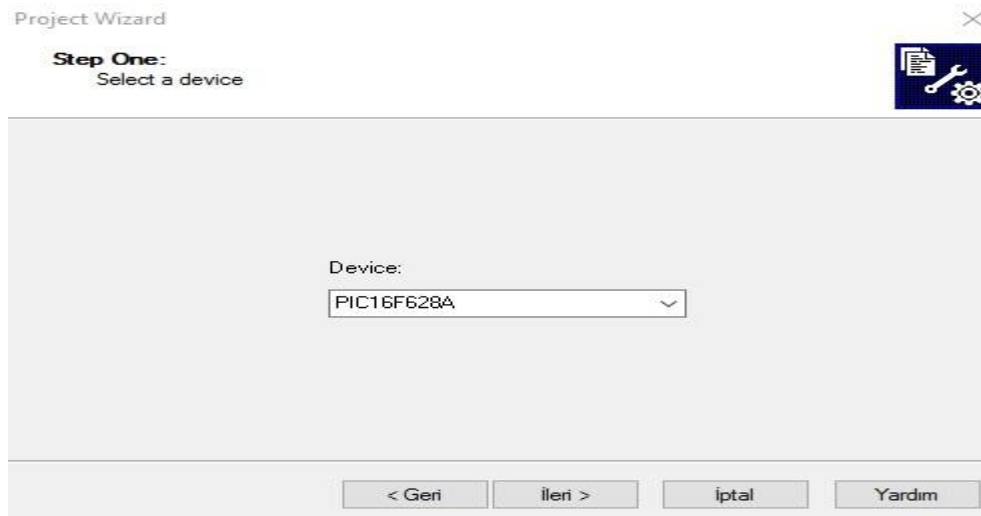 Project Wizard
Step One:
Select a device
Device:
PIC16F628A
< Geri
İleri >
İptal
Yardım